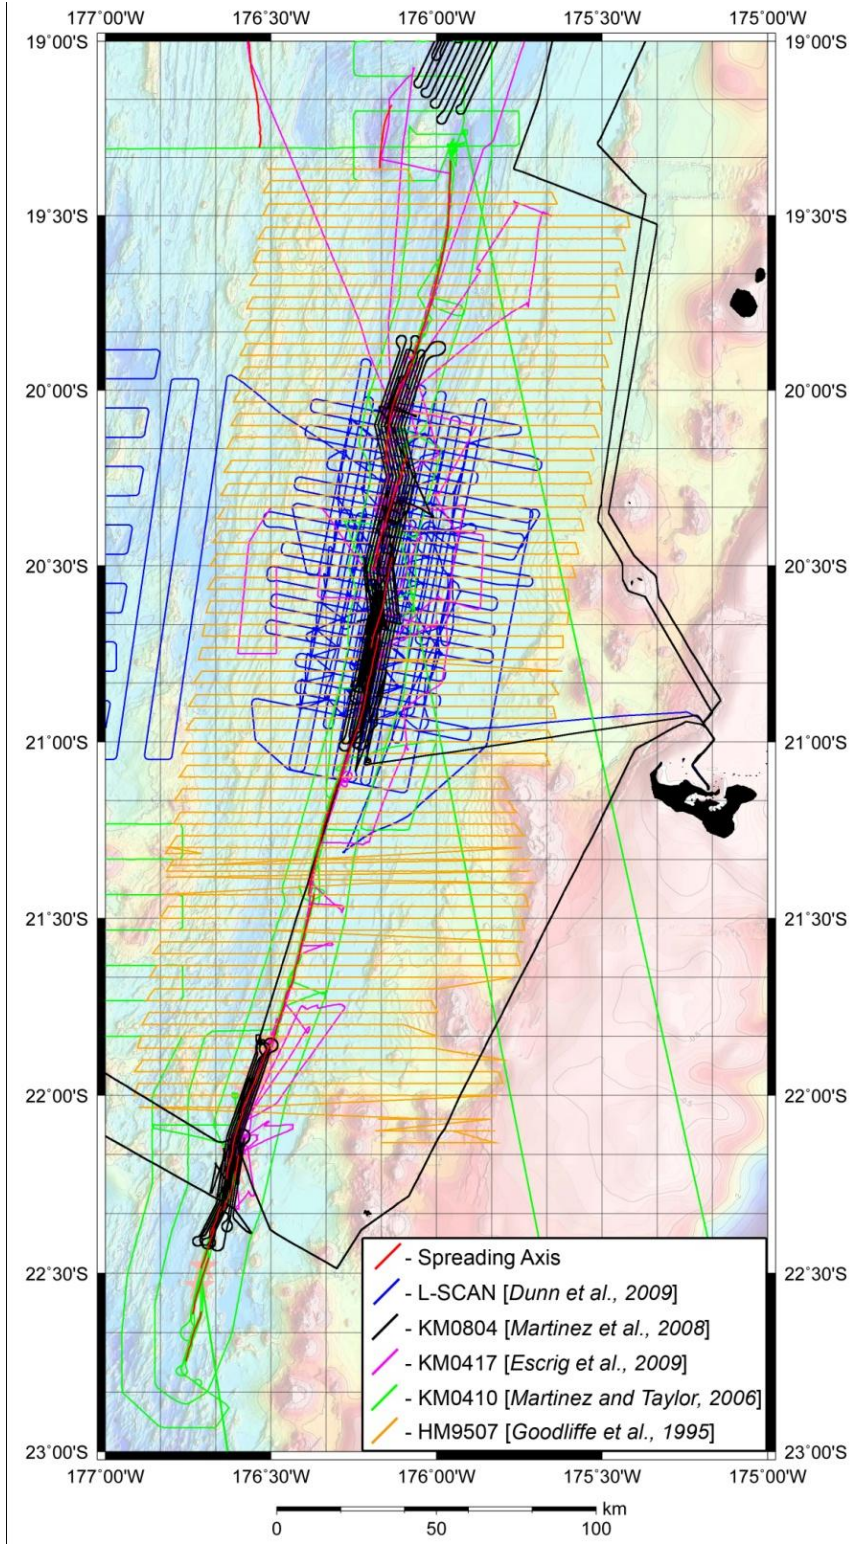 177°00'W 176°30'W 176°00'W 175°30'W 175°00'W
19°00'S 19°00'S
19°30'S 19°30'S
20°00'S 20°00'S
20°30'S 20°30'S
21°00'S 21°00'S
21°30'S 21°30'S
22°00'S 22°00'S
22°30'S 22°30'S
- Spreading Axis
- L-SCAN [Dunn et al., 2009]
- KM0804 [Martinez et al., 2008]
- KM0417 [Escrig et al., 2009]
- KM0410 [Martinez and Taylor, 2006]
- HM9507 [Goodliffe et al., 1995]
23°00'S 23°00'S
177°00'W 176°30'W 176°00'W 175°30'W 175°00'W
km
0 50 100